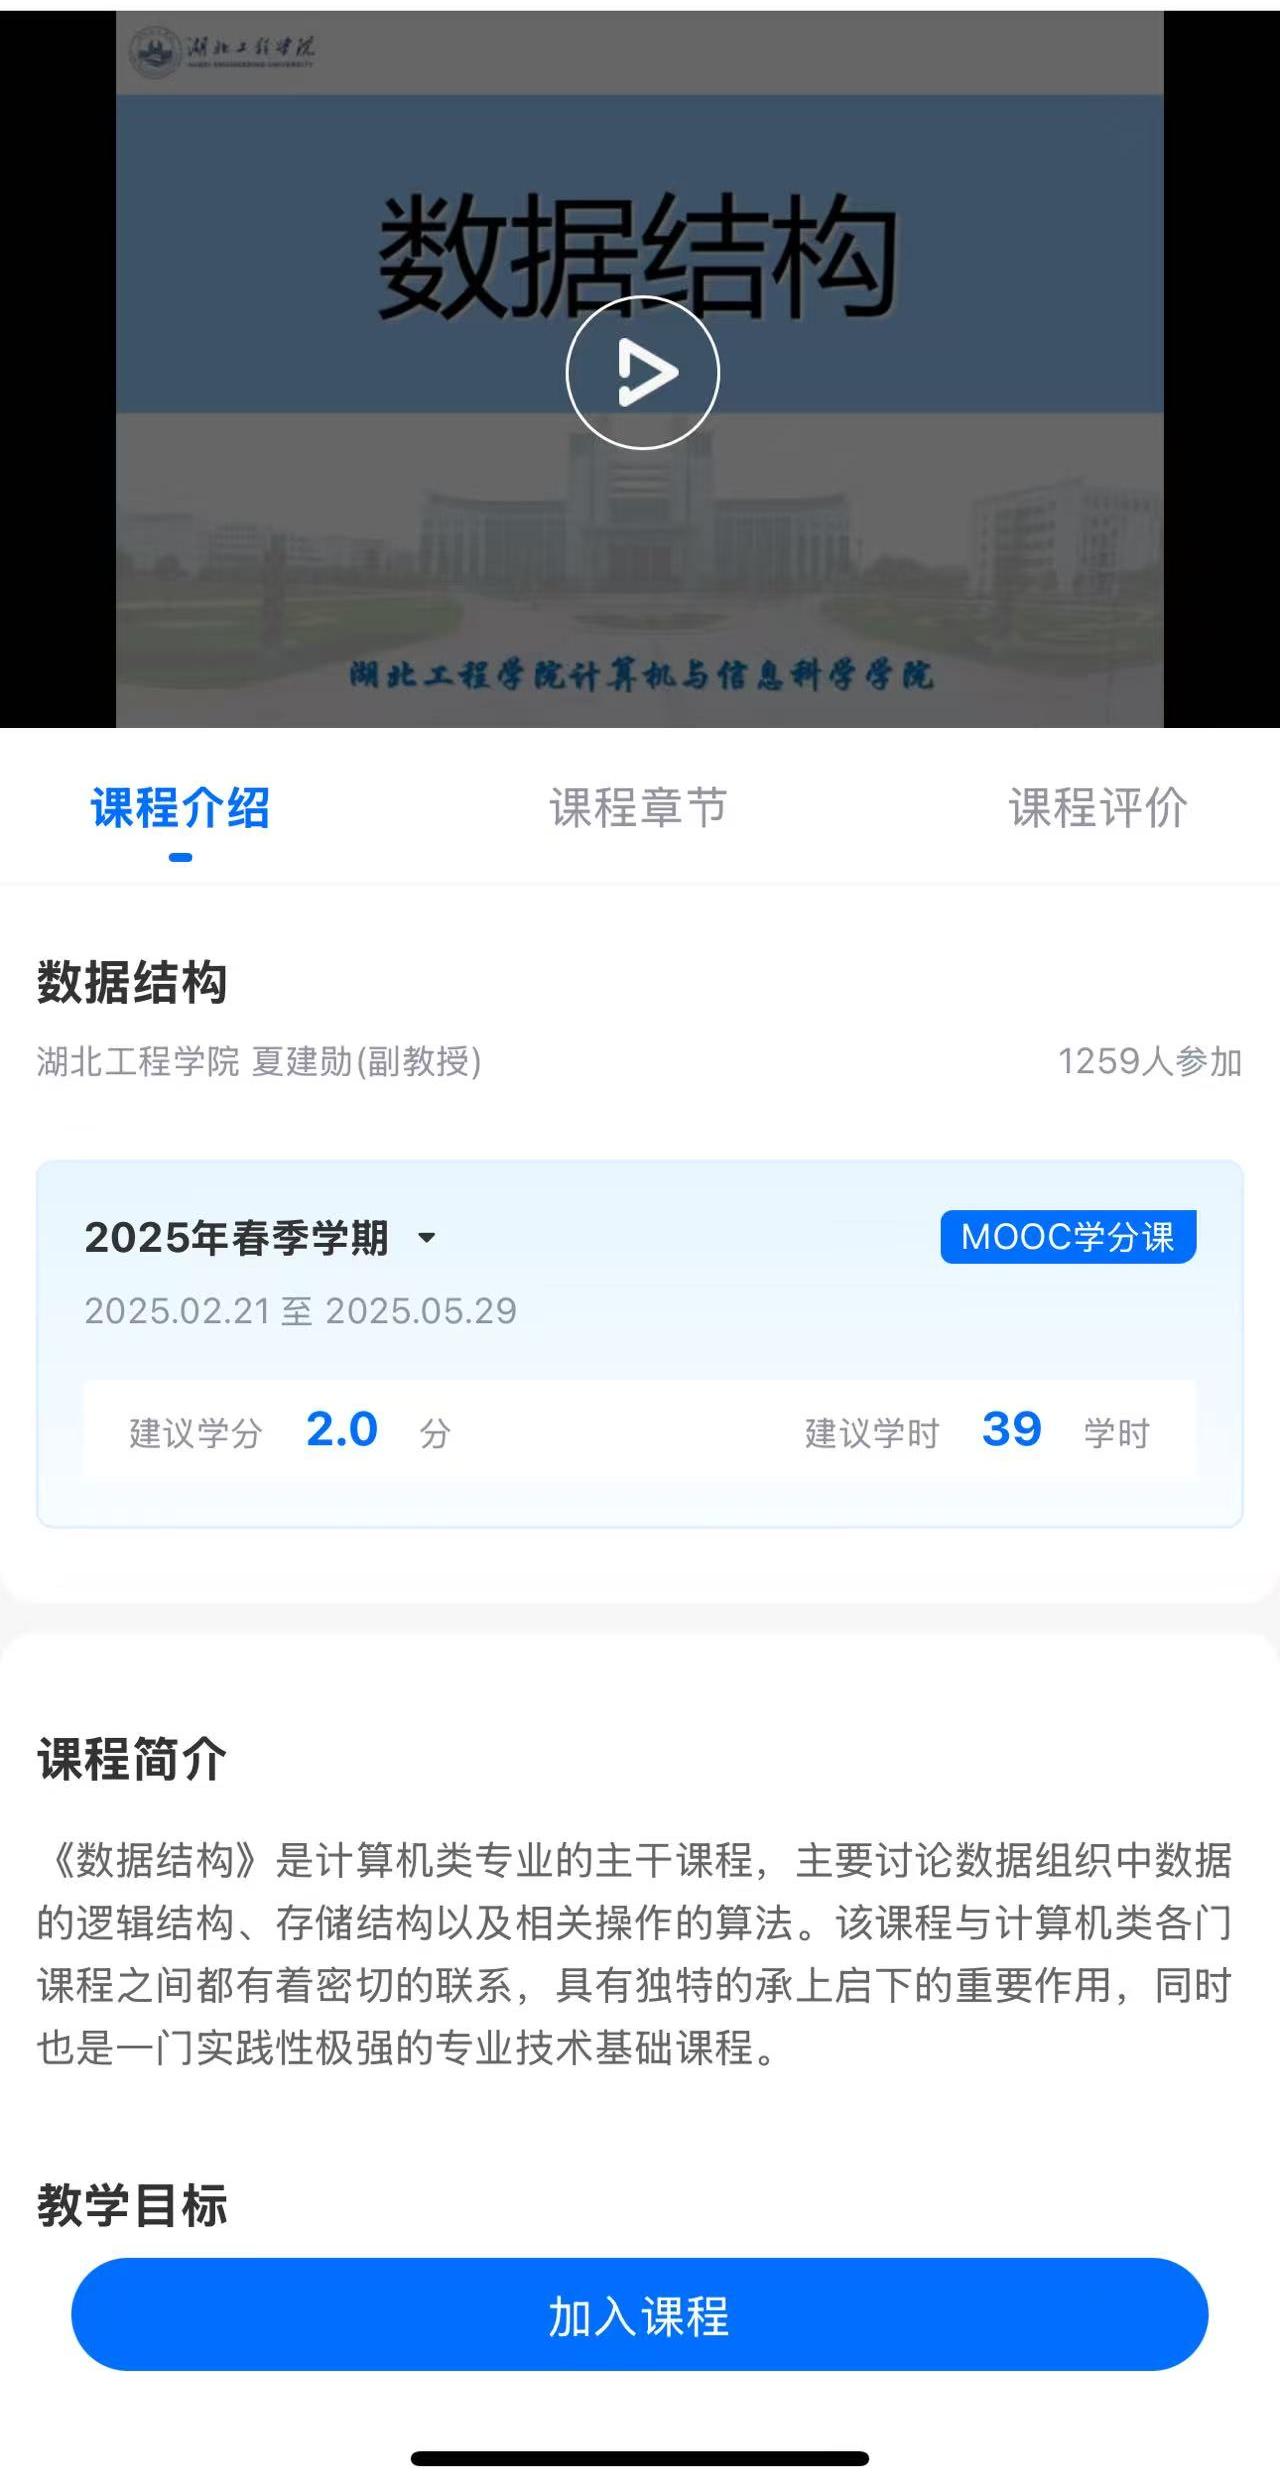 湖北工程学院
HUBEI ENGINEERING UNIVERSITY
数据结构
湖北工程学院计算机与信息科学学院
课程介绍
课程章节
课程评价
数据结构
湖北工程学院 夏建勋(副教授)
1259人参加
2025年春季学期
MOOC学分课
2025.02.21 至 2025.05.29
建议学分 2.0 分
建议学时 39 学时
课程简介
《数据结构》是计算机类专业的主干课程，主要讨论数据组织中数据
的逻辑结构、存储结构以及相关操作的算法。该课程与计算机类各门
课程之间都有着密切的联系，具有独特的承上启下的重要作用，同时
也是一门实践性极强的专业技术基础课程。
教学目标
加入课程